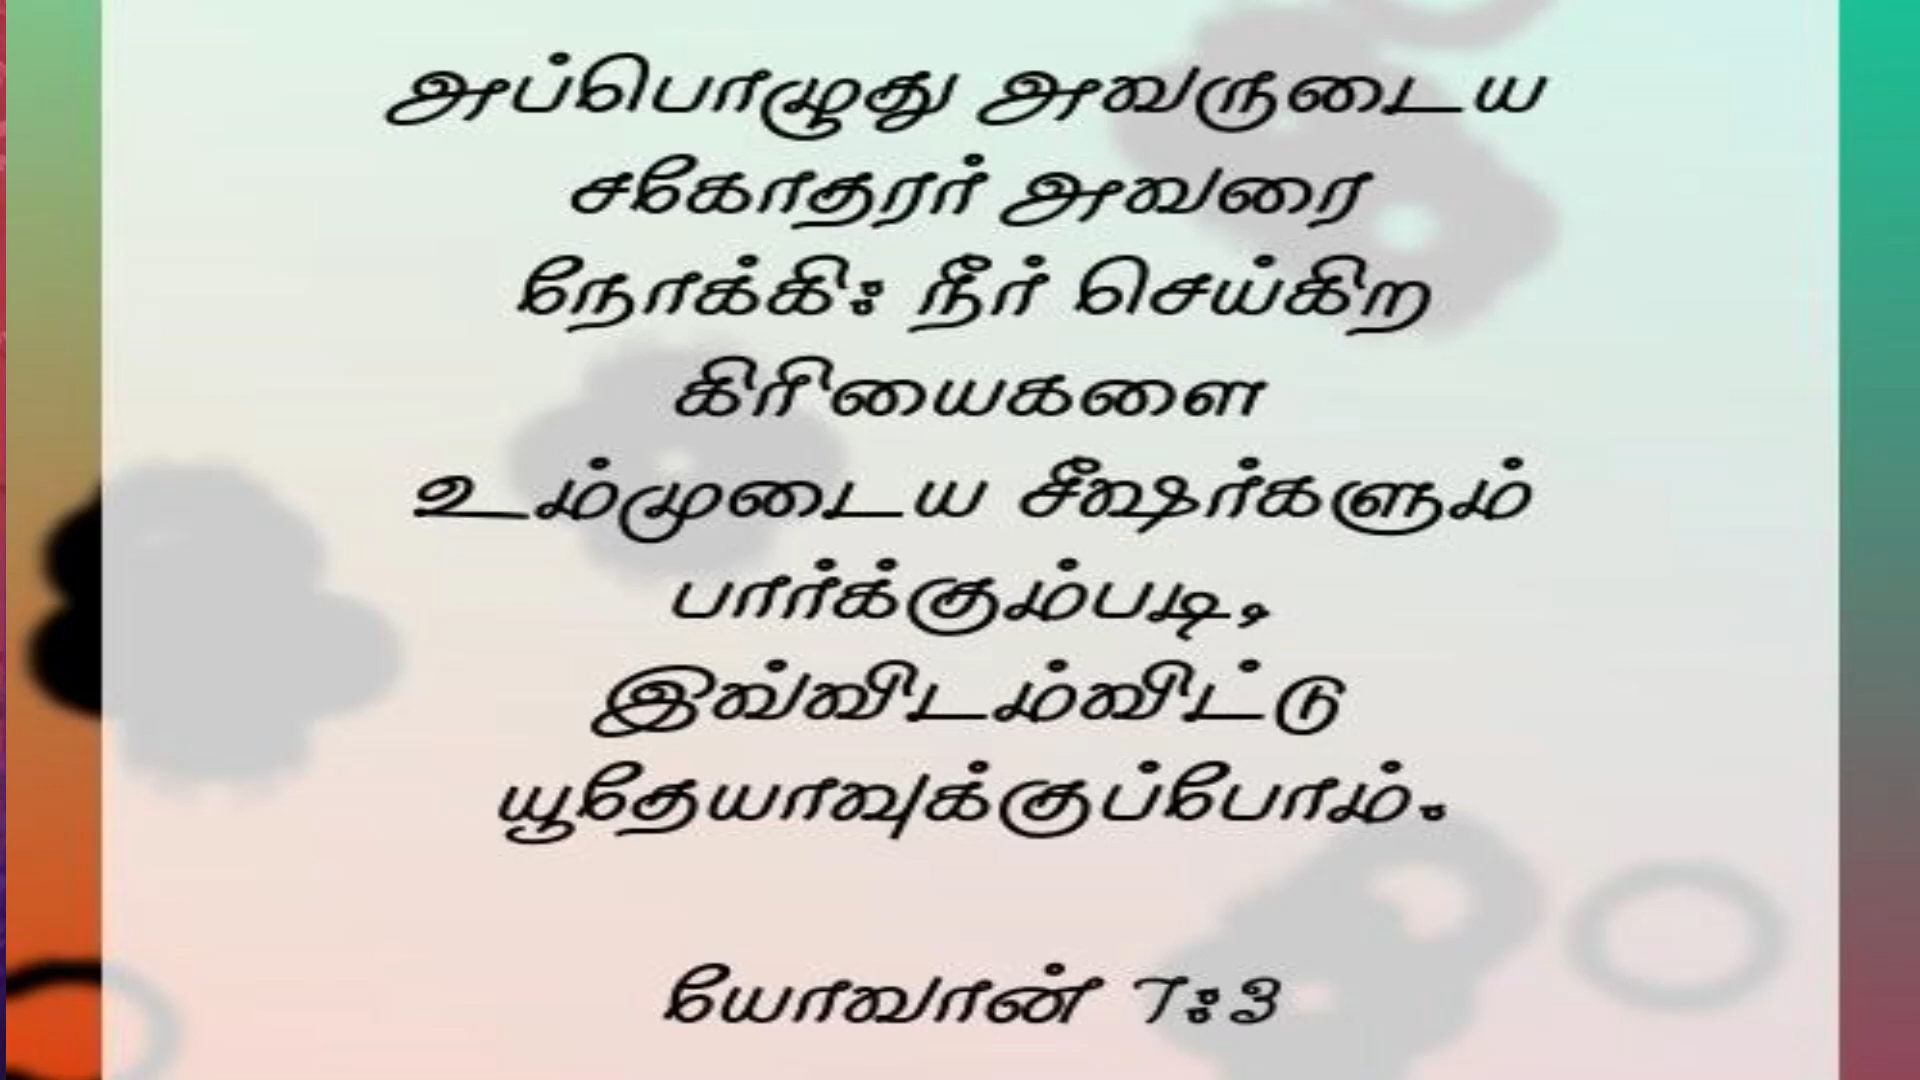 அப்பொழுது அவருடைய
சகோதரர் அவரை
நோக்கி: நீர் செய்கிற
கிரியைகளை
உம்முடைய சீஷர்களும்
பார்க்கும்படி,
இவ்விடம்விட்டு
யூதேயாவுக்குப்போம்.
யோவான் 7:3